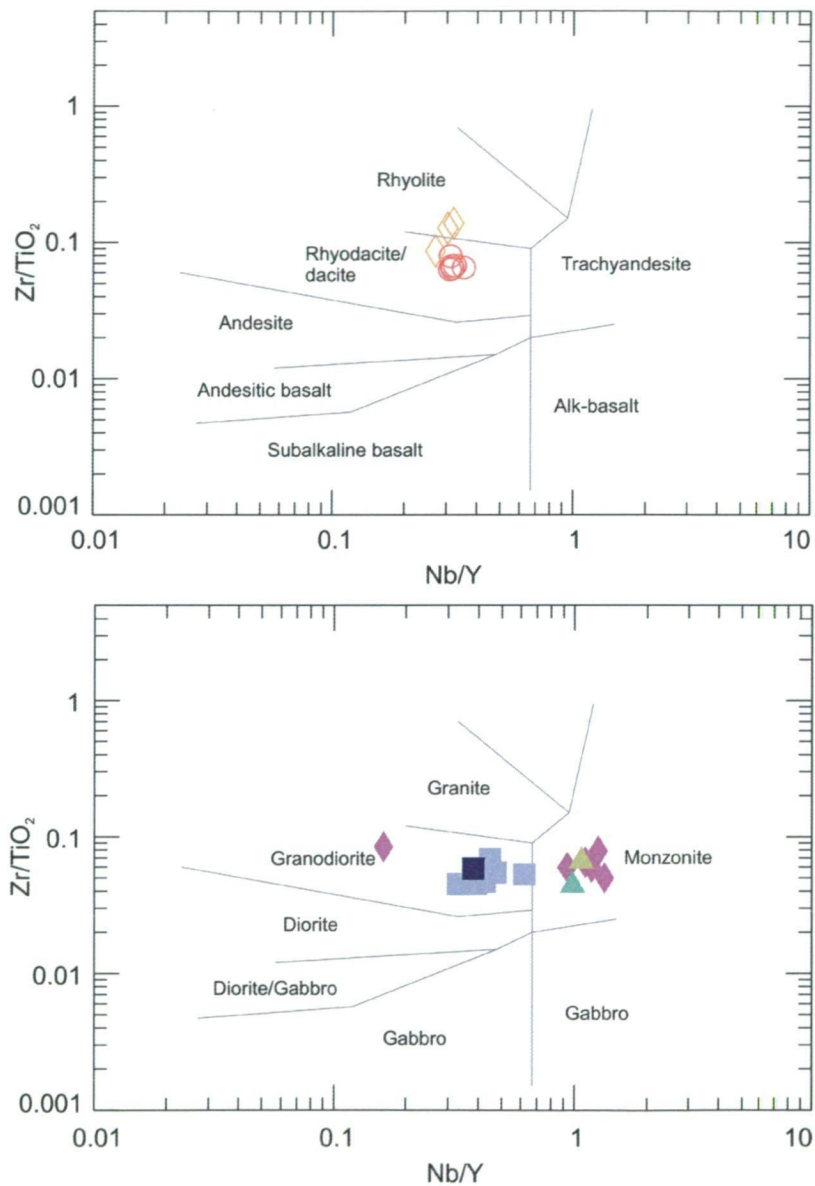 1
0.1
0.01
0.001
Zr/TiO₂
Rhyolite
Rhyodacite/
dacite
Trachyandesite
Andesite
Andesitic basalt
Alk-basalt
Subalkaline basalt
0.01
0.1
1
10
Nb/Y
1
0.1
0.01
0.001
Zr/TiO₂
Granite
Granodiorite
Monzonite
Diorite
Diorite/Gabbro
Gabbro
Gabbro
0.01
0.1
1
10
Nb/Y